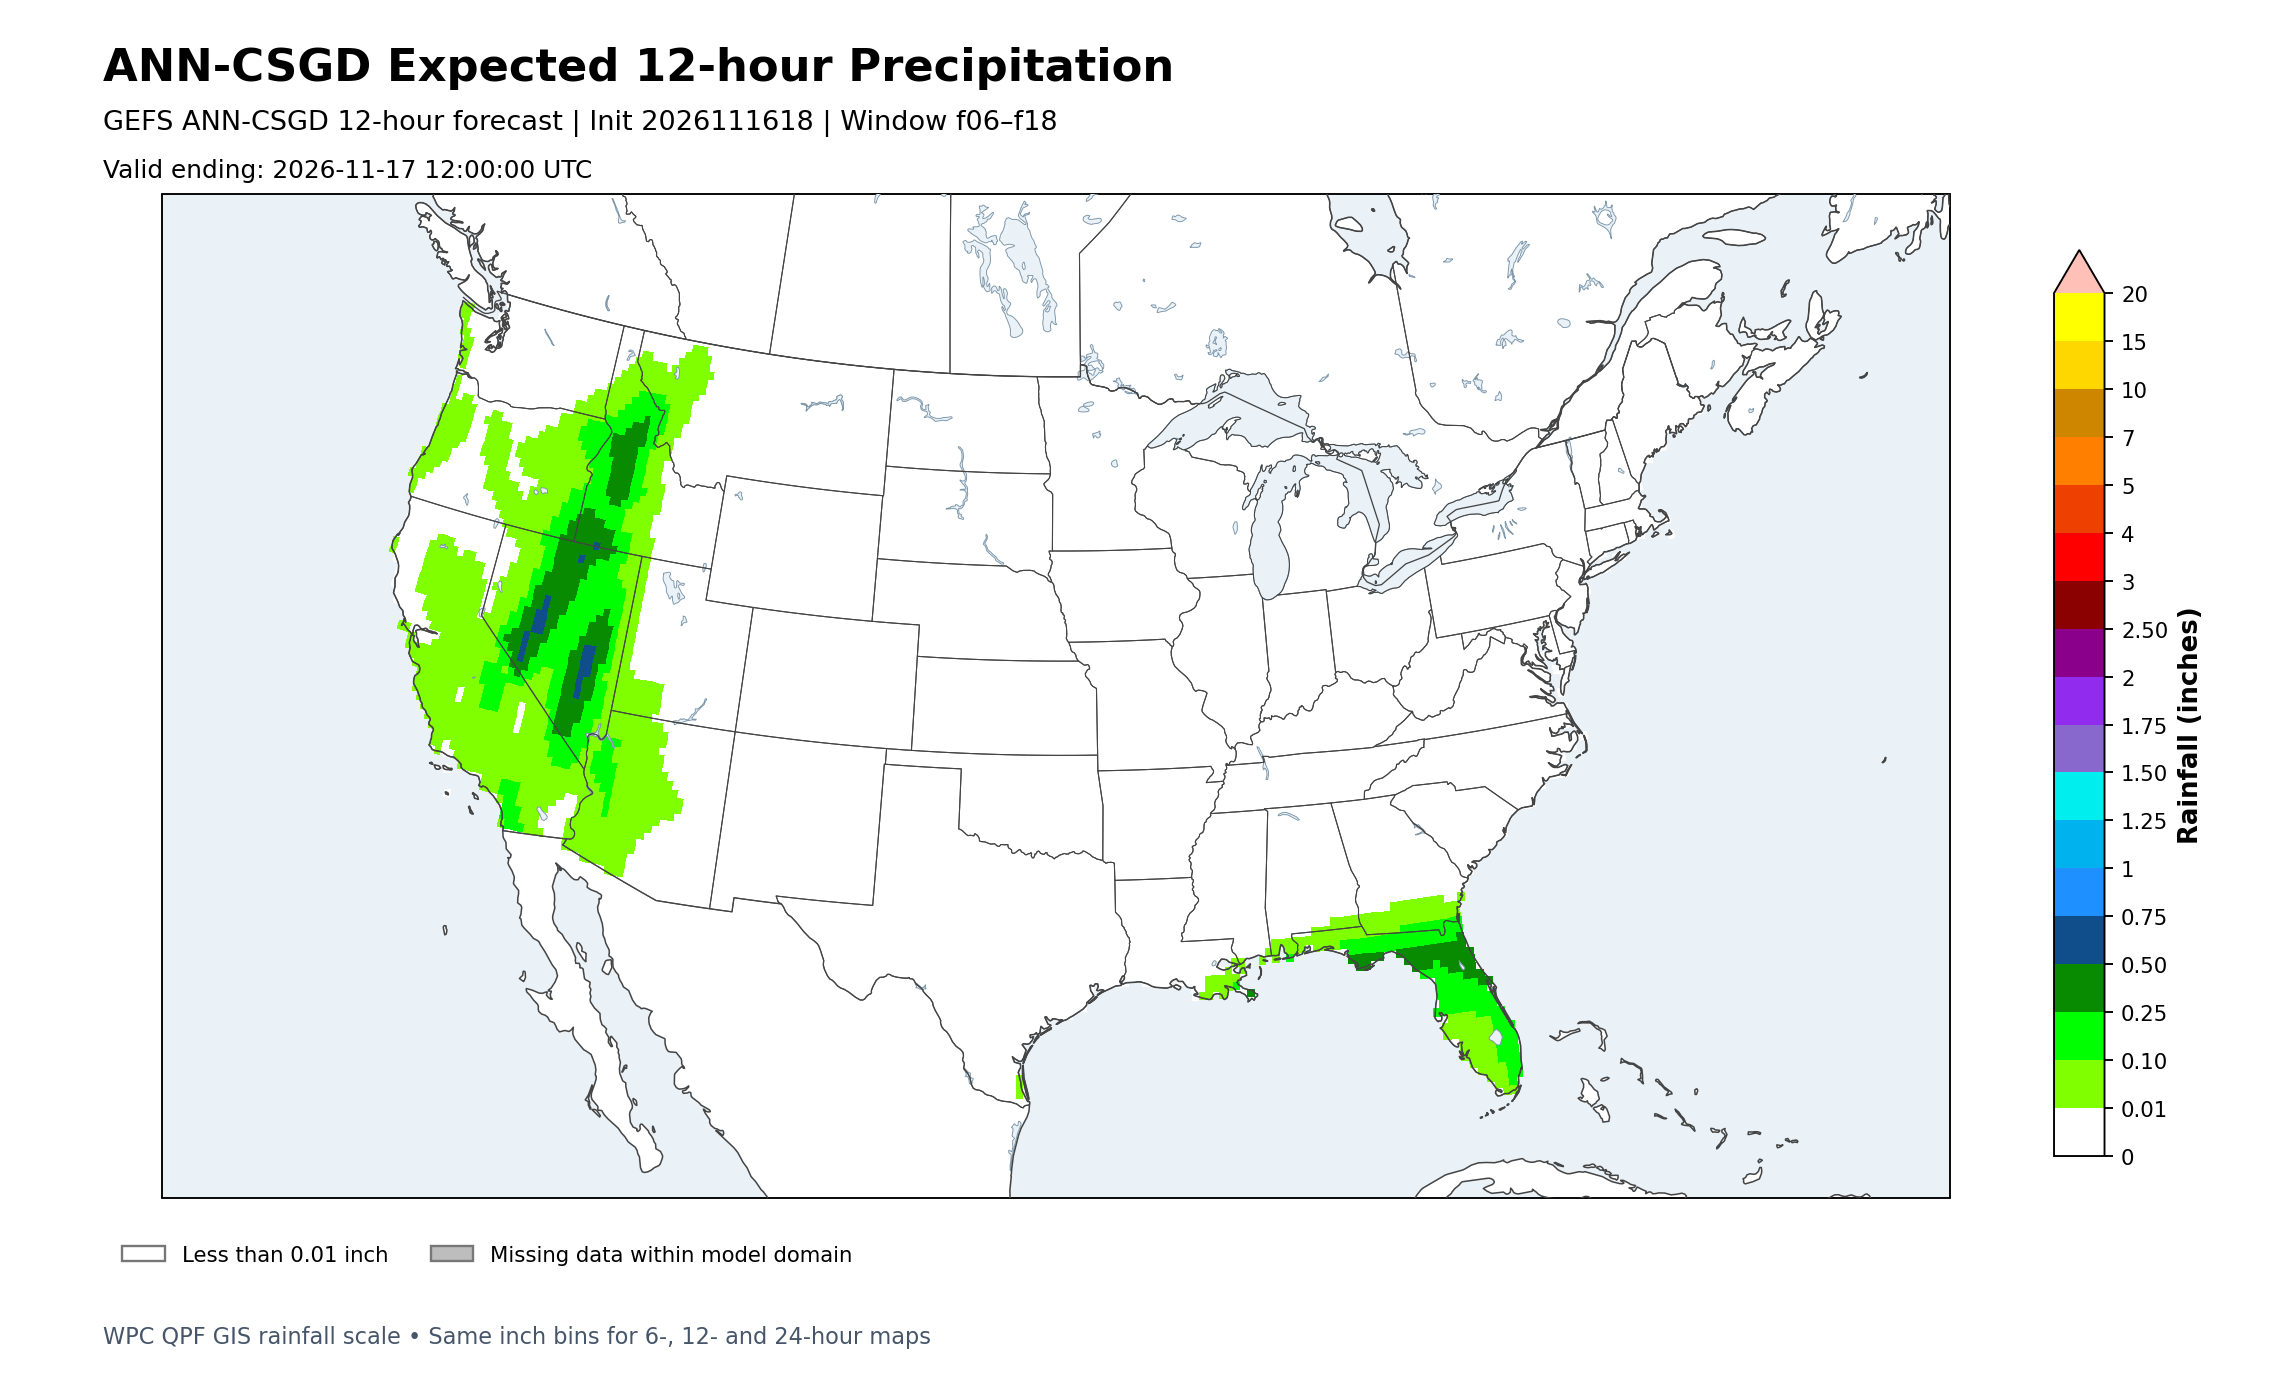 ANN-CSGD Expected 12-hour Precipitation
GEFS ANN-CSGD 12-hour forecast | Init 2026111618 | Window f06–f18
Valid ending: 2026-11-17 12:00:00 UTC
20
15
10
7
5
4
3
2.50
2
1.75
1.50
1.25
1
0.75
0.50
0.25
0.10
0.01
0
Rainfall (inches)
Less than 0.01 inch
Missing data within model domain
WPC QPF GIS rainfall scale • Same inch bins for 6-, 12- and 24-hour maps